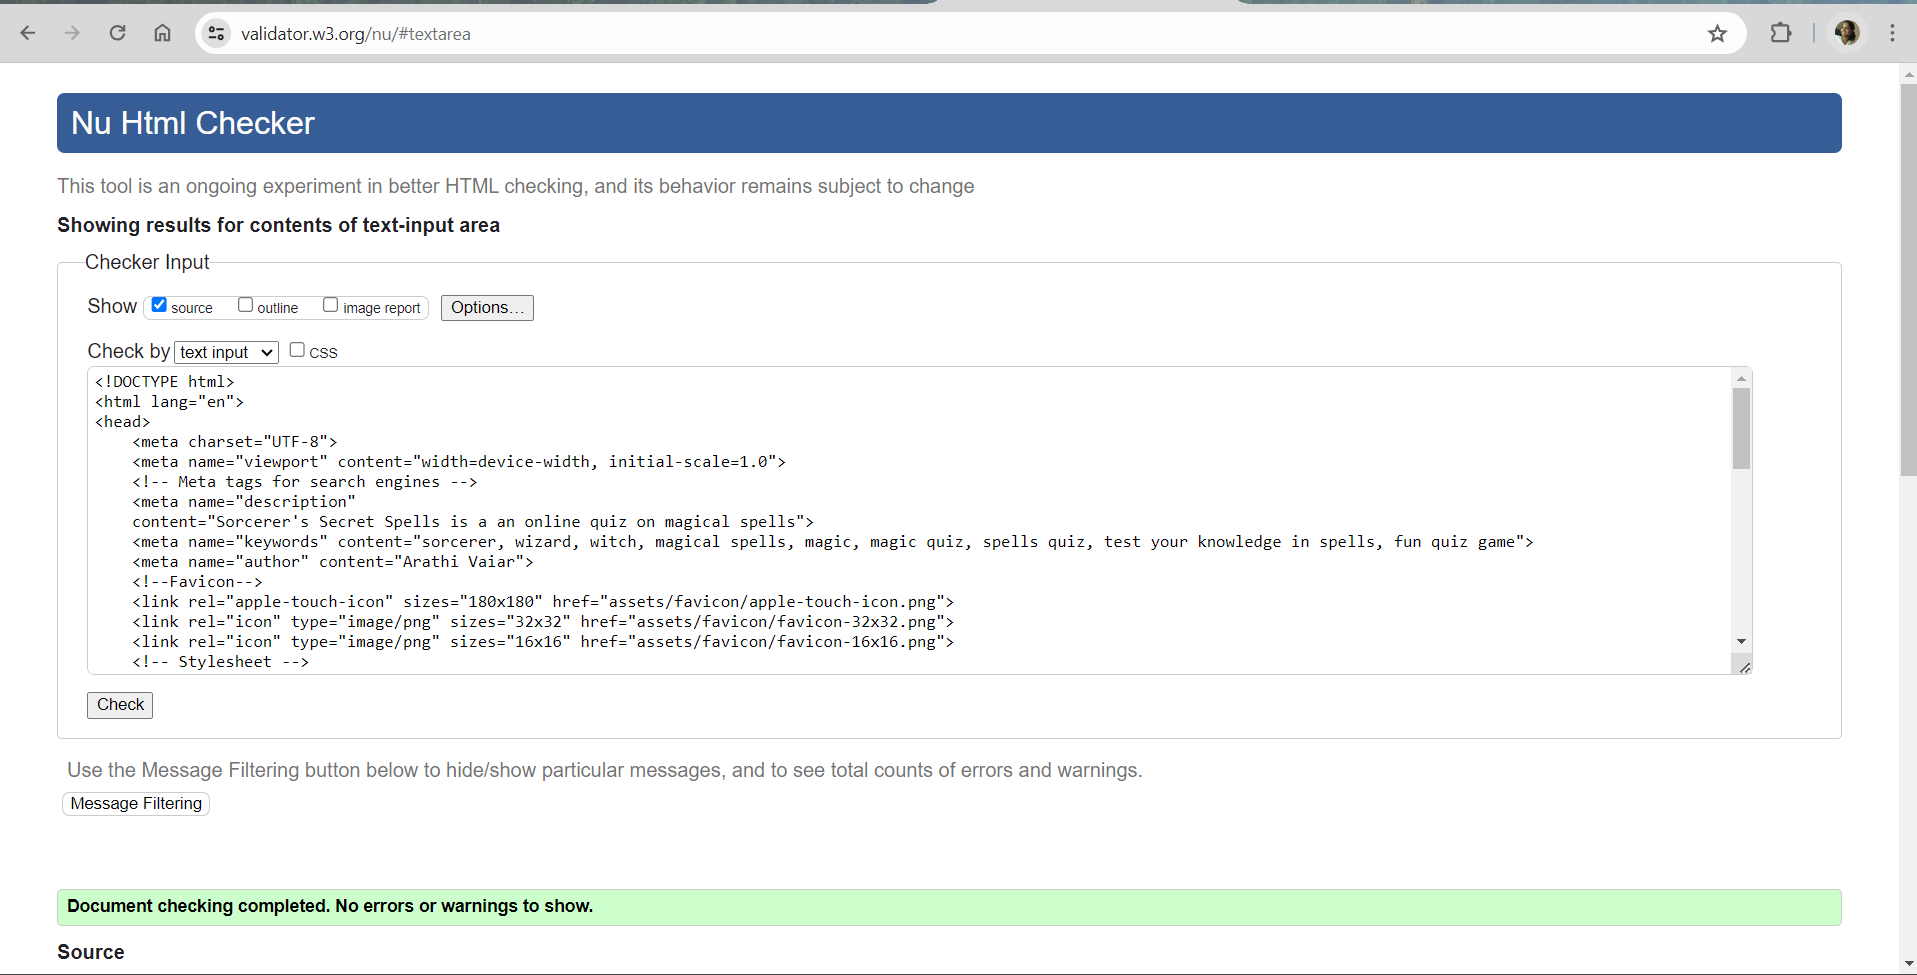 validator.w3.org/nu/#textarea
Nu Html Checker
This tool is an ongoing experiment in better HTML checking, and its behavior remains subject to change
Showing results for contents of text-input area
Checker Input
Show source outline image report Options...
Check by text input CSS
<!DOCTYPE html>
<html lang="en">
<head>
    <meta charset="UTF-8">
    <meta name="viewport" content="width=device-width, initial-scale=1.0">
    <!-- Meta tags for search engines -->
    <meta name="description"
    content="Sorcerer's Secret Spells is a an online quiz on magical spells">
    <meta name="keywords" content="sorcerer, wizard, witch, magical spells, magic, magic quiz, spells quiz, test your knowledge in spells, fun quiz game">
    <meta name="author" content="Arathi Vaiar">
    <!--Favicon-->
    <link rel="apple-touch-icon" sizes="180x180" href="assets/favicon/apple-touch-icon.png">
    <link rel="icon" type="image/png" sizes="32x32" href="assets/favicon/favicon-32x32.png">
    <link rel="icon" type="image/png" sizes="16x16" href="assets/favicon/favicon-16x16.png">
    <!-- Stylesheet -->
Check
Use the Message Filtering button below to hide/show particular messages, and to see total counts of errors and warnings.
Message Filtering
Document checking completed. No errors or warnings to show.
Source